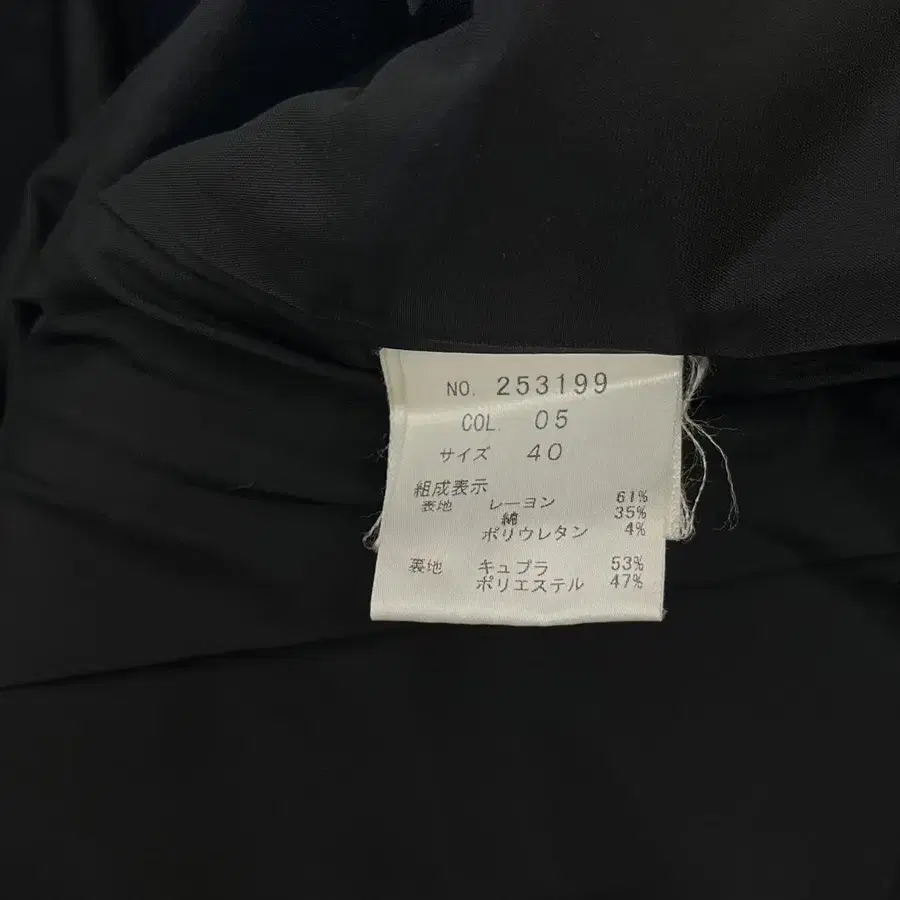 NO. 253199
COL. 05
サイズ 40
組成表示
表地 レーヨン 61%
綿 35%
ポリウレタン 4%
裏地 キュプラ 53%
ポリエステル 47%